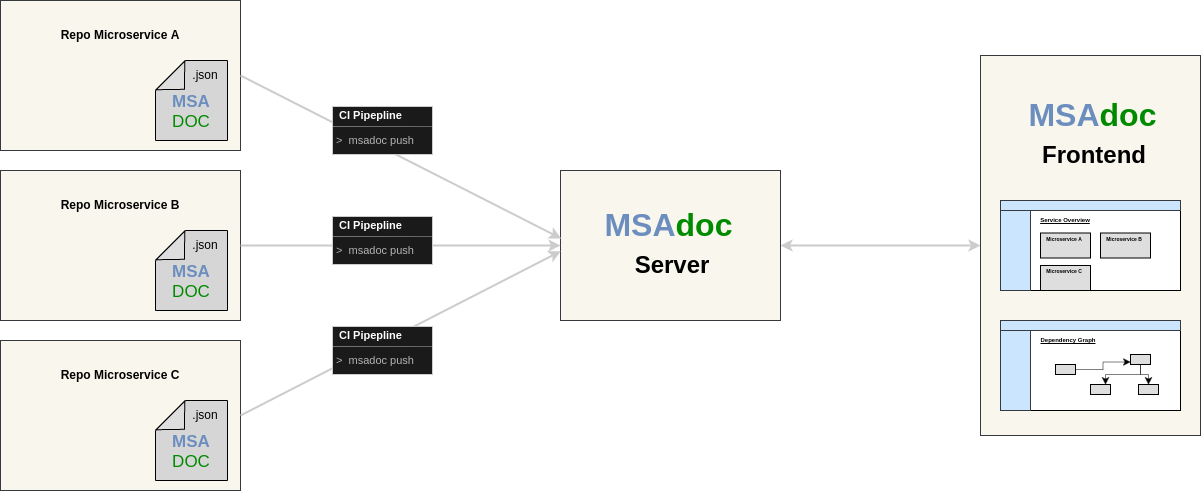 Repo Microservice A
.json
MSA
DOC
Repo Microservice B
.json
MSA
DOC
Repo Microservice C
.json
MSA
DOC
CI Pipepline
> msadoc push
CI Pipepline
> msadoc push
CI Pipepline
> msadoc push
MSAdoc
Server
MSAdoc
Frontend
Service Overview
Microservice A
Microservice B
Microservice C
Dependency Graph